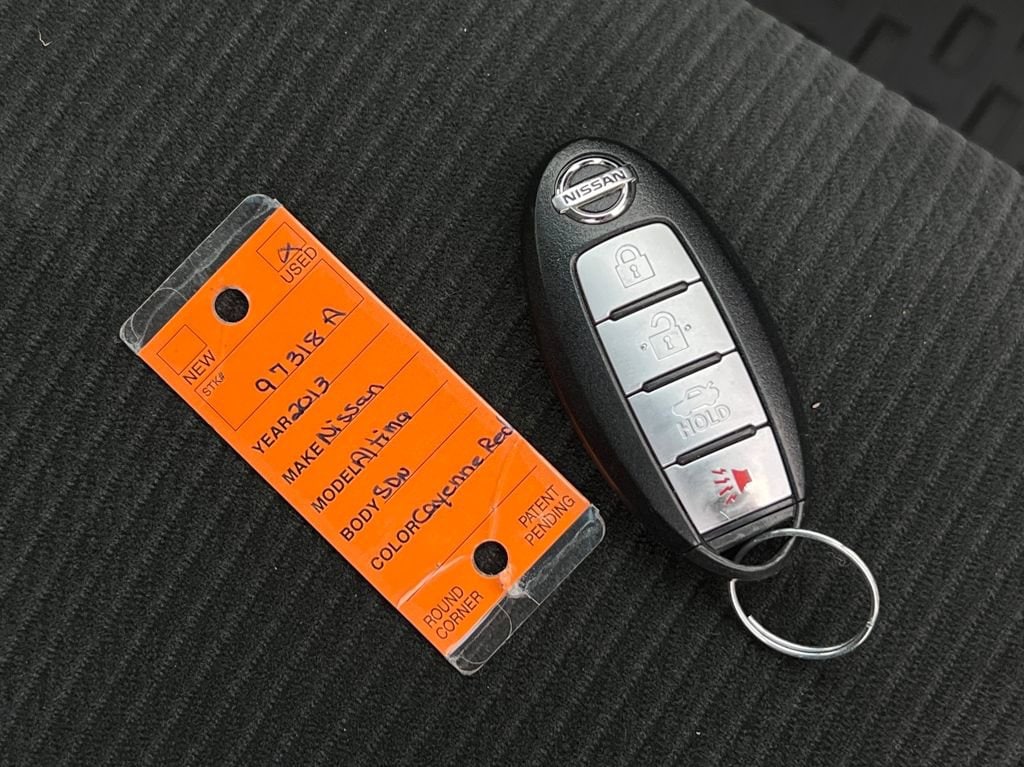 USED
NEW
STK#
97318 A
YEAR 2013
MAKE Nissan
MODEL Altima
BODY SDN
COLOR Cayenne Red
ROUND
CORNER
PATENT
PENDING
NISSAN
HOLD